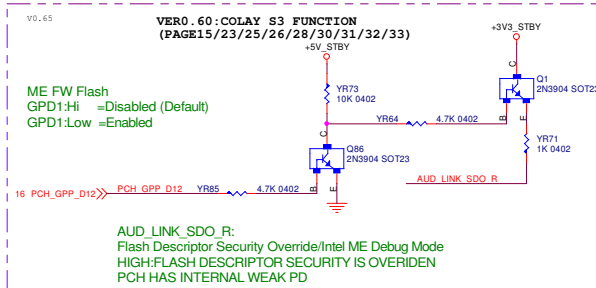 V0.65
VER0.60:COLAY S3 FUNCTION
(PAGE15/23/25/26/28/30/31/32/33)
+5V_STBY
+3V3_STBY
ME FW Flash
GPD1:Hi =Disabled (Default)
GPD1:Low =Enabled
YR73
10K 0402
C
Q1
2N3904 SOT23
YR64 4.7K 0402
B
E
YR71
1K 0402
C
Q86
2N3904 SOT23
AUD_LINK_SDO_R
16 PCH_GPP_D12 PCH_GPP_D12 YR85 4.7K 0402
B
E
AUD_LINK_SDO_R:
Flash Descriptor Security Override/Intel ME Debug Mode
HIGH:FLASH DESCRIPTOR SECURITY IS OVERIDEN
PCH HAS INTERNAL WEAK PD